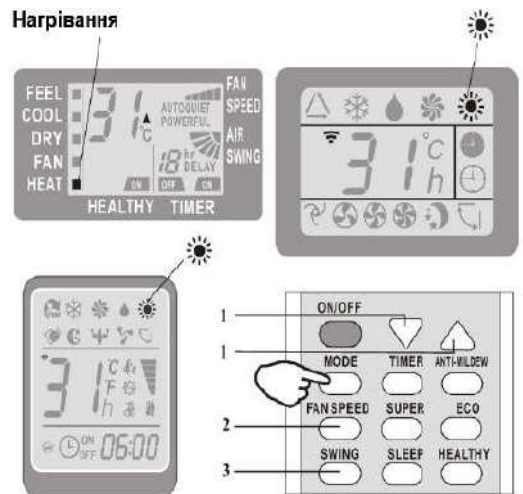 Нагрівання
FEEL
COOL
DRY
FAN
HEAT
31 °C
AUTO QUIET
POWERFUL
18 hr
DELAY
ON OFF ON
FAN
SPEED
AIR
SWING
HEALTHY TIMER
31 °C
h
31 °C
°F
h
ON
OFF 06:00
ON/OFF
1
1
MODE TIMER ANTI-MILDEW
FAN SPEED SUPER ECO
2
SWING SLEEP HEALTHY
3